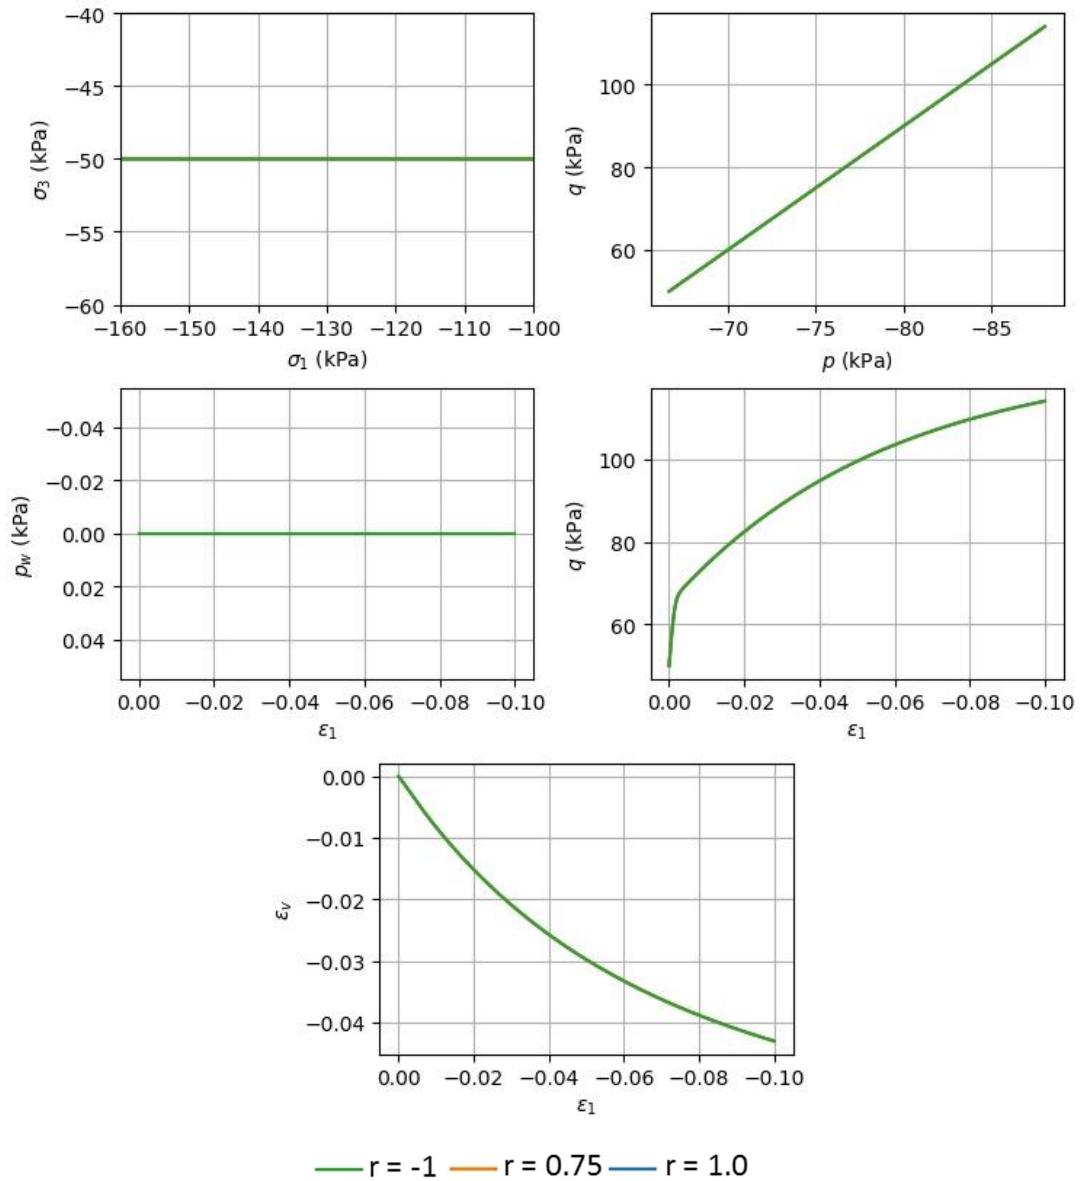 −40
−45
−50
−55
−60
σ3 (kPa)
−160 −150 −140 −130 −120 −110 −100
σ1 (kPa)
100
80
60
q (kPa)
−70 −75 −80 −85
p (kPa)
−0.04
−0.02
0.00
0.02
0.04
pw (kPa)
0.00 −0.02 −0.04 −0.06 −0.08 −0.10
ε1
100
80
60
q (kPa)
0.00 −0.02 −0.04 −0.06 −0.08 −0.10
ε1
0.00
−0.01
−0.02
−0.03
−0.04
εv
0.00 −0.02 −0.04 −0.06 −0.08 −0.10
ε1
r = -1 r = 0.75 r = 1.0